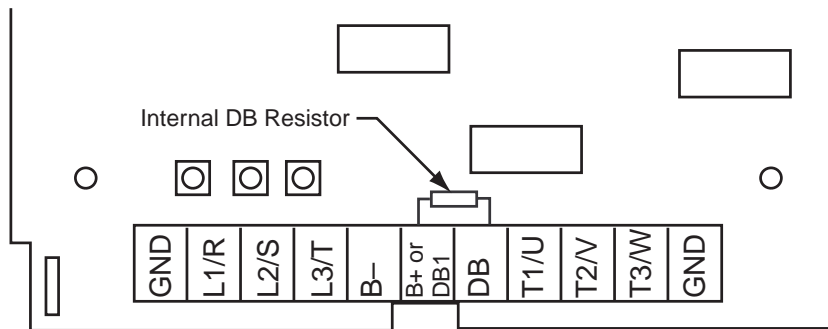 Internal DB Resistor
GND
L1/R
L2/S
L3/T
B–
B+ or
DB1
DB
T1/U
T2/V
T3/W
GND